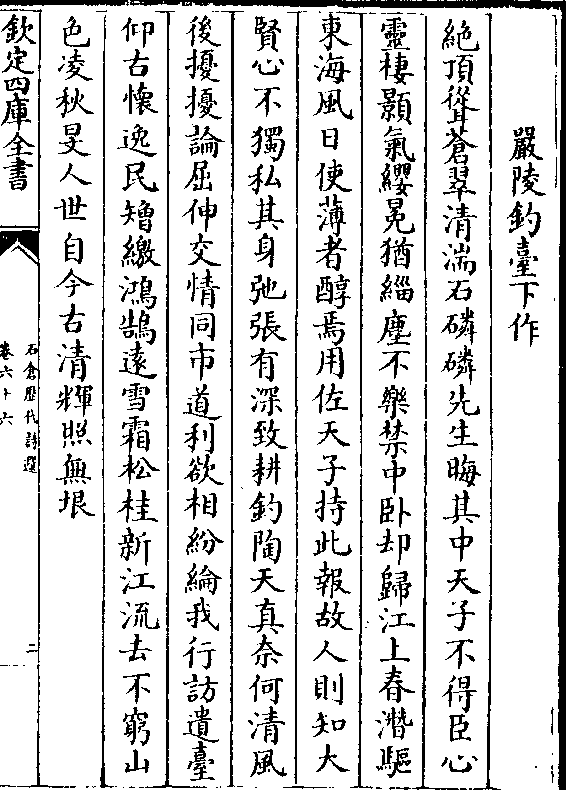 嚴陵釣臺下作
絶頂聳蒼翠清湍石磷磷先生晦其中天子不得臣心
靈棲顥氣纓冕猶緇塵不樂禁中卧却歸江上春潛驅
東海風日使薄者醇焉用佐天子持此報故人則知大
賢心不獨私其身弛張有深致耕釣陶天真奈何清風
後擾擾論屈伸交情同市道利欲相紛綸我行訪遺臺
仰古懷逸民矰繳鴻鵠遠雪霜松桂新江流去不窮山
色凌秋旻人世自今古清輝照無垠
欽定四庫全書
石倉歷代詩選
卷六十六
二